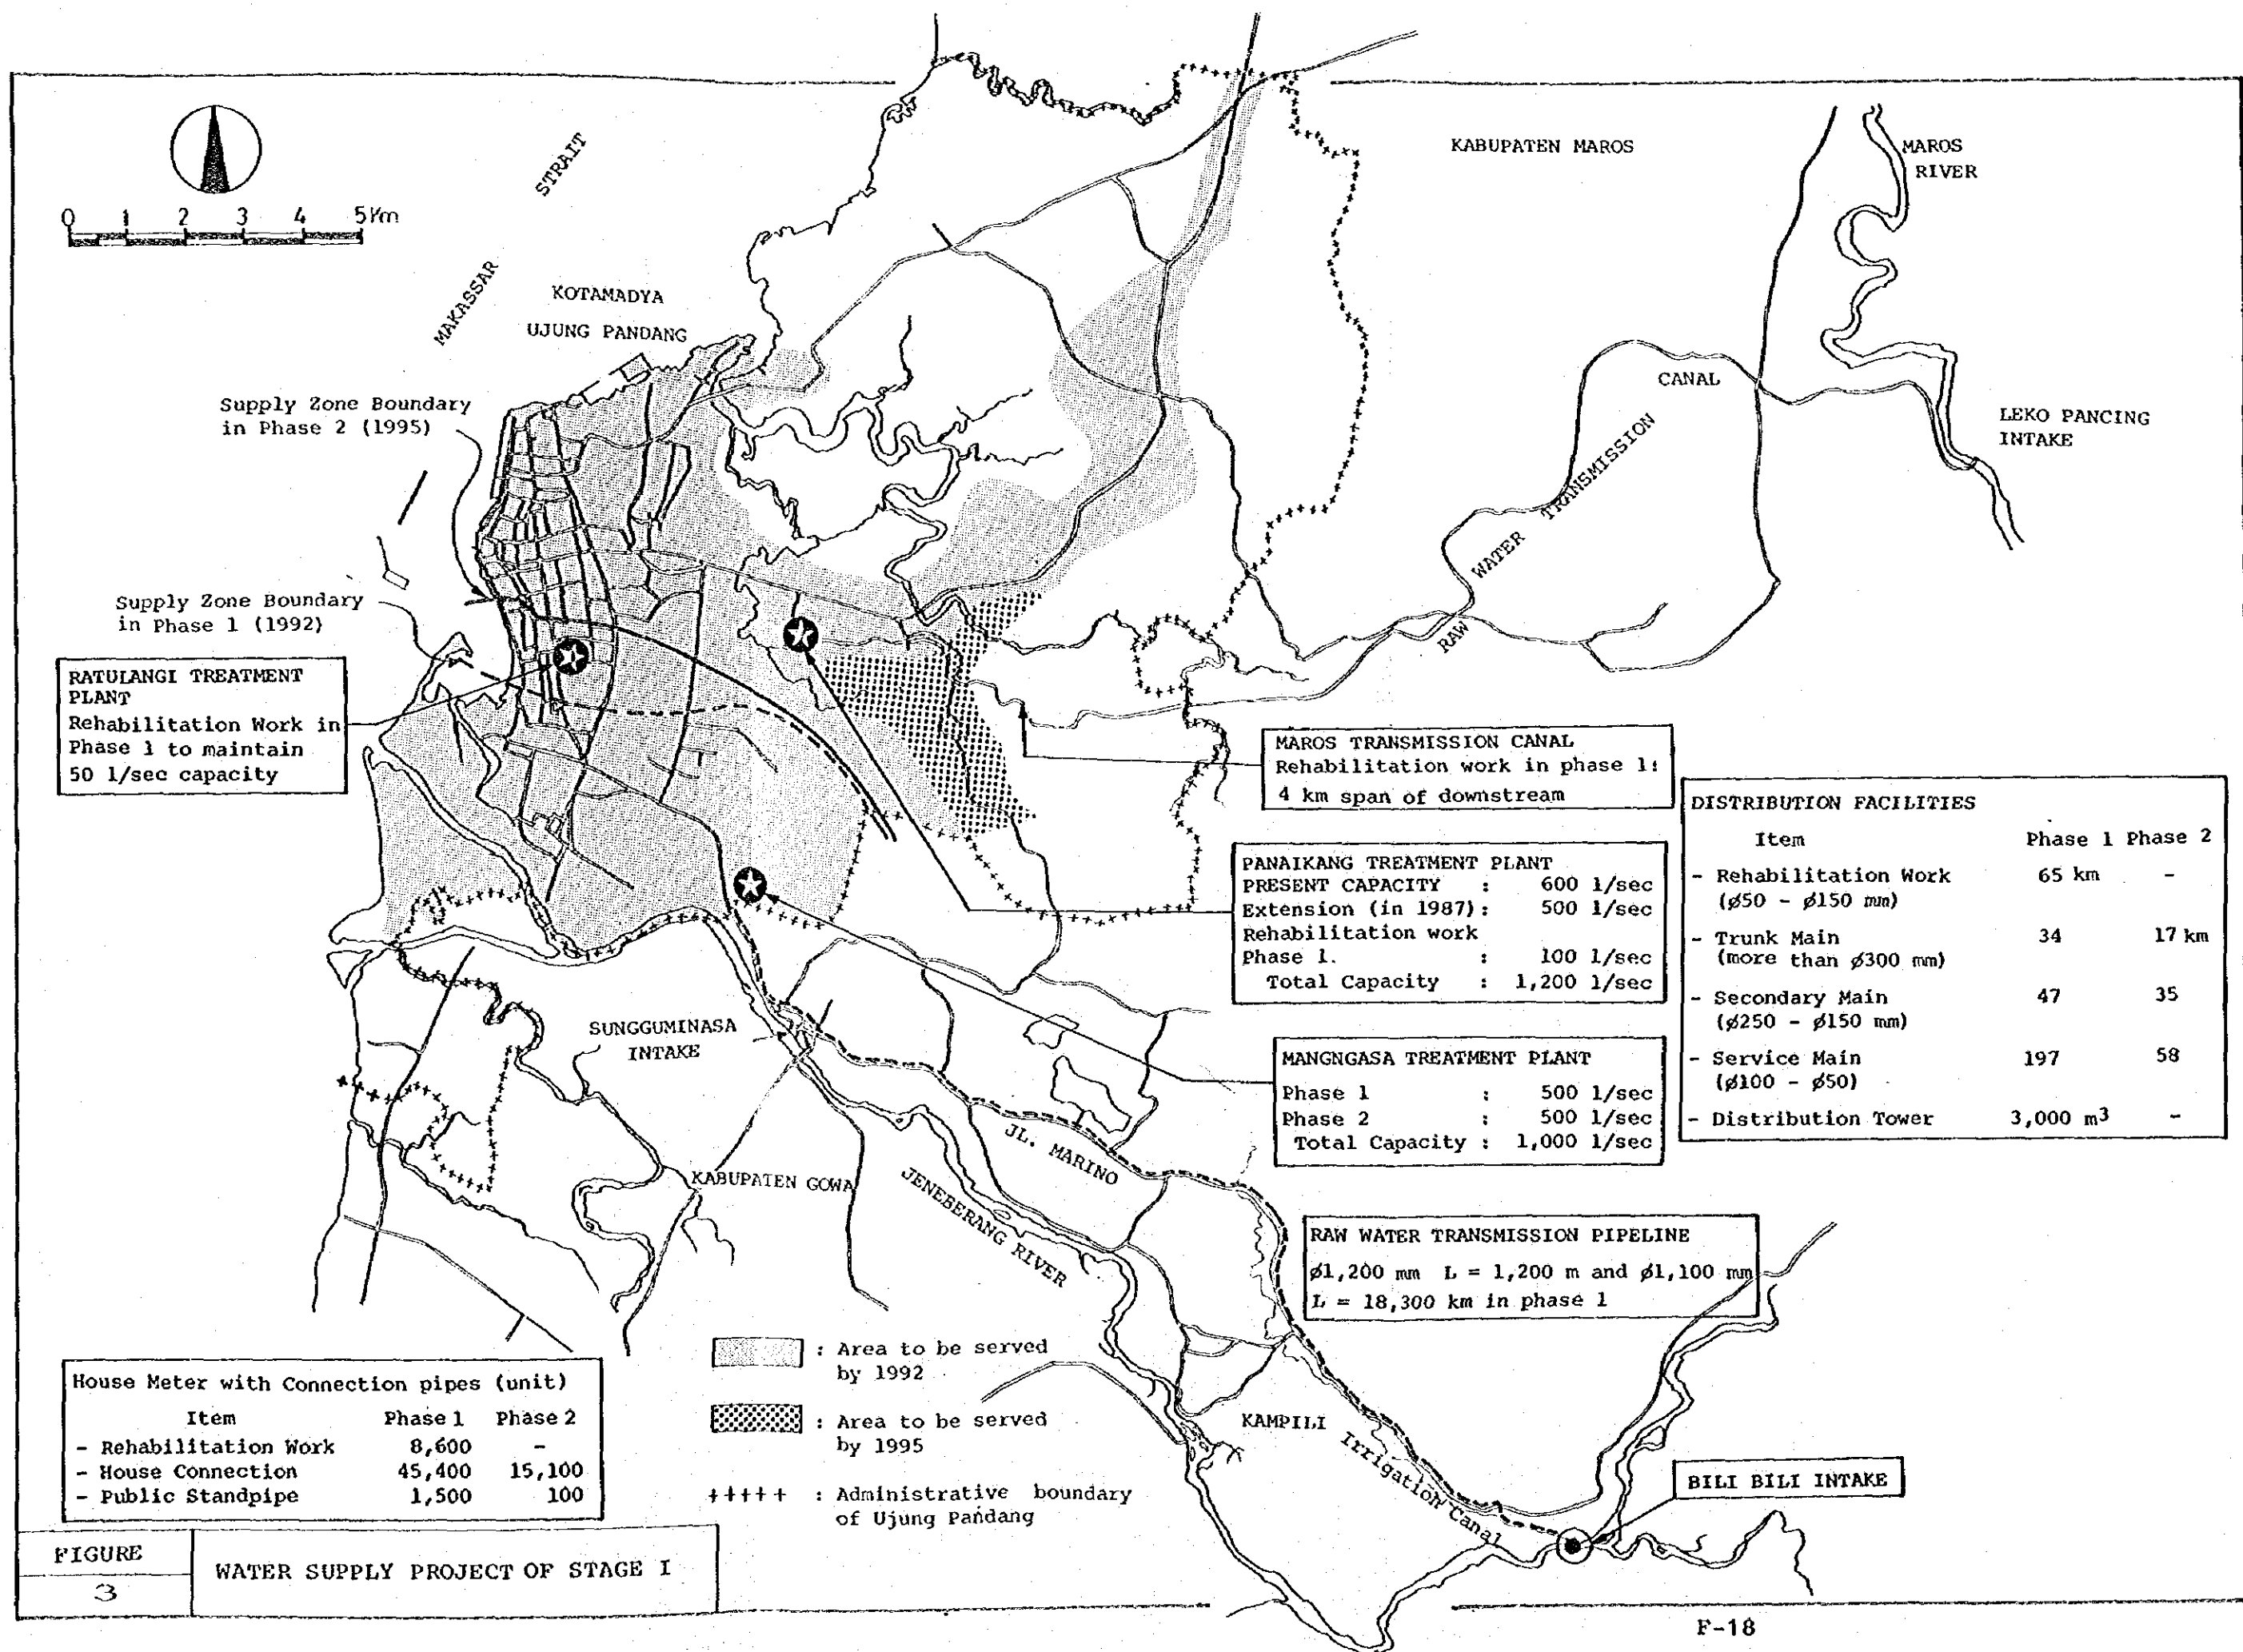 0 1 2 3 4 5Km
MAKASSAR STRAIT
KOTAMADYA
UJUNG PANDANG
KABUPATEN MAROS
MAROS
RIVER
Supply Zone Boundary
in Phase 2 (1995)
CANAL
LEKO PANCING
INTAKE
RAW WATER TRANSMISSION
Supply Zone Boundary
in Phase 1 (1992)
RATULANGI TREATMENT
PLANT
Rehabilitation Work in
Phase 1 to maintain
50 l/sec capacity
MAROS TRANSMISSION CANAL
Rehabilitation work in phase 1:
4 km span of downstream
PANAIKANG TREATMENT PLANT
PRESENT CAPACITY : 600 l/sec
Extension (in 1987): 500 l/sec
Rehabilitation work
Phase 1. : 100 l/sec
Total Capacity : 1,200 l/sec
DISTRIBUTION FACILITIES
Item Phase 1 Phase 2
- Rehabilitation Work 65 km -
(ø50 - ø150 mm)
- Trunk Main 34 17 km
(more than ø300 mm)
- Secondary Main 47 35
(ø250 - ø150 mm)
- Service Main 197 58
(ø100 - ø50)
- Distribution Tower 3,000 m3 -
SUNGGUMINASA
INTAKE
MANGNGASA TREATMENT PLANT
Phase 1 : 500 l/sec
Phase 2 : 500 l/sec
Total Capacity : 1,000 l/sec
JL. MARINO
KABUPATEN GOWA
JENEBERANG RIVER
RAW WATER TRANSMISSION PIPELINE
ø1,200 mm L = 1,200 m and ø1,100 mm
L = 18,300 km in phase 1
House Meter with Connection pipes (unit)
Item Phase 1 Phase 2
- Rehabilitation Work 8,600 -
- House Connection 45,400 15,100
- Public Standpipe 1,500 100
: Area to be served
by 1992
: Area to be served
by 1995
+++++ : Administrative boundary
of Ujung Pandang
KAMPILI
Irrigation Canal
BILI BILI INTAKE
FIGURE
3
WATER SUPPLY PROJECT OF STAGE I
F-18